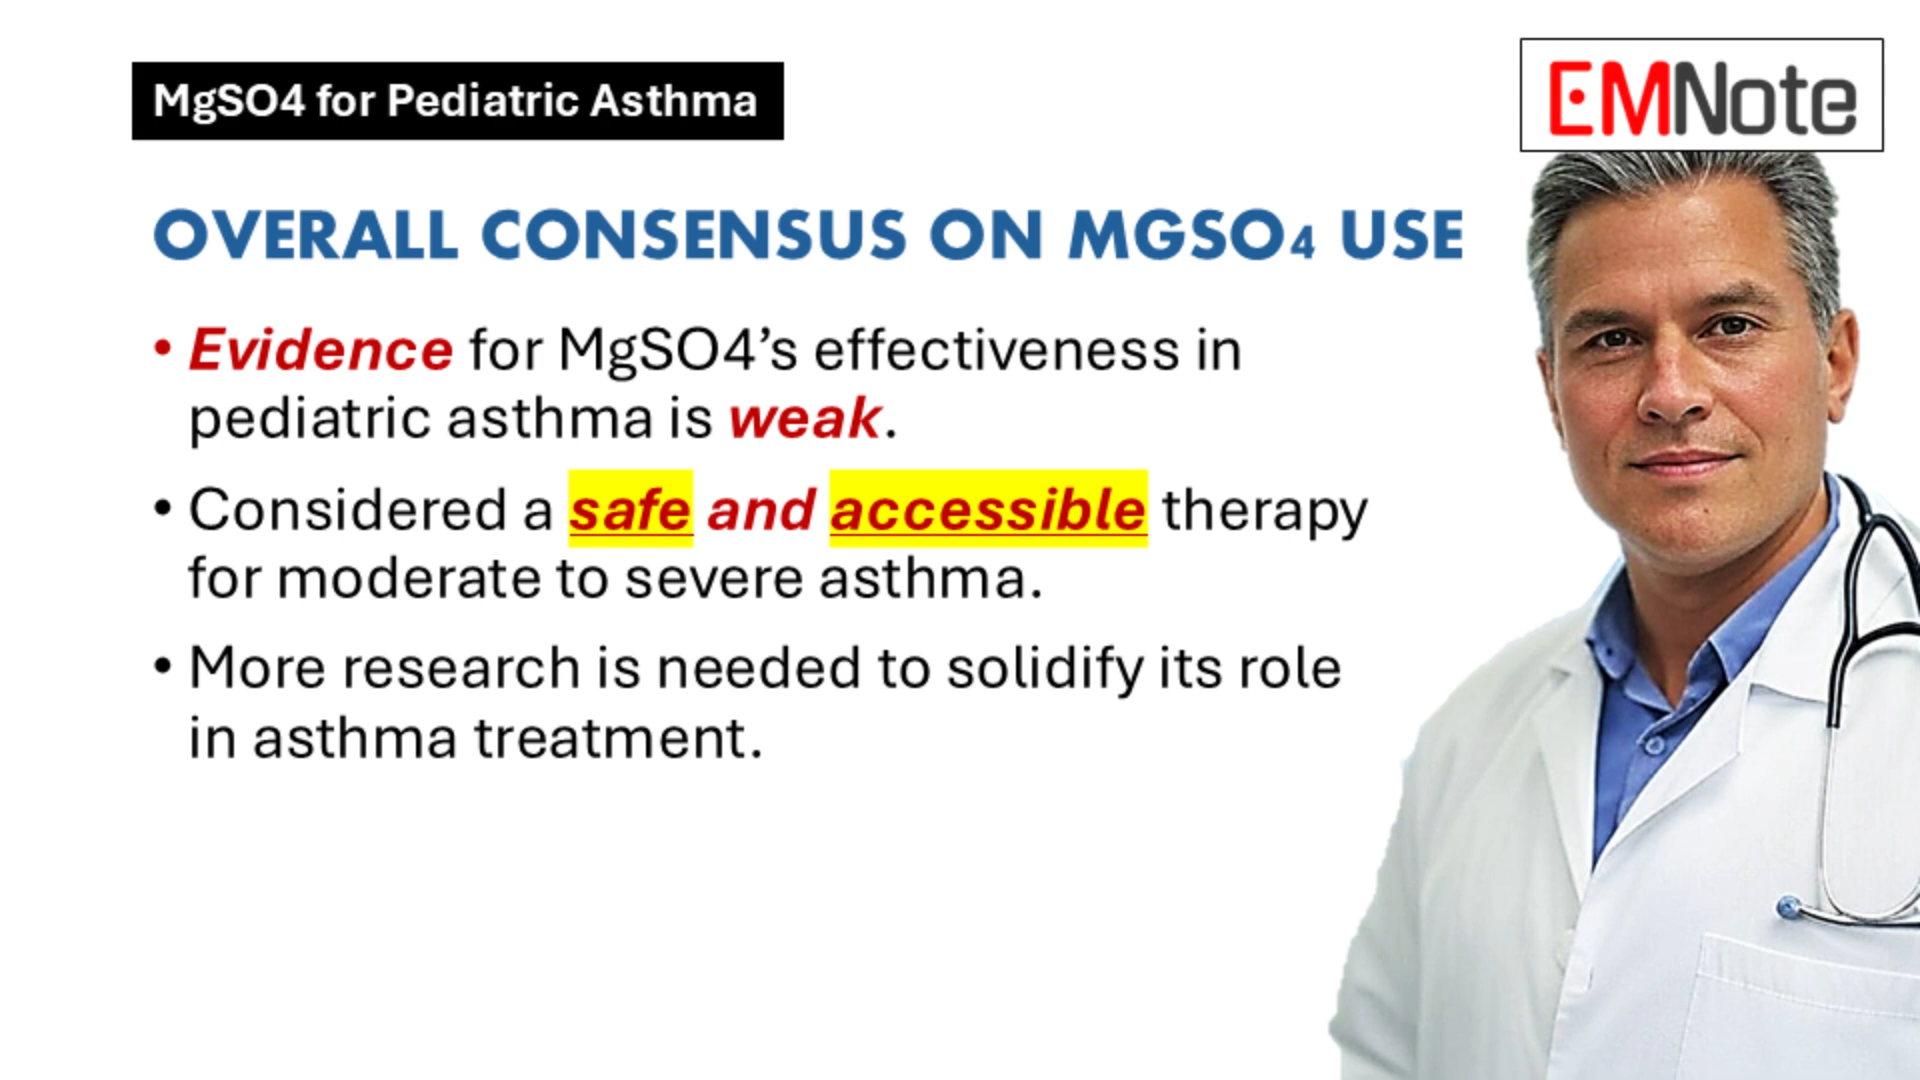 MgSO4 for Pediatric Asthma
EMNote
OVERALL CONSENSUS ON MGSO₄ USE
• Evidence for MgSO4’s effectiveness in
pediatric asthma is weak.
• Considered a safe and accessible therapy
for moderate to severe asthma.
• More research is needed to solidify its role
in asthma treatment.